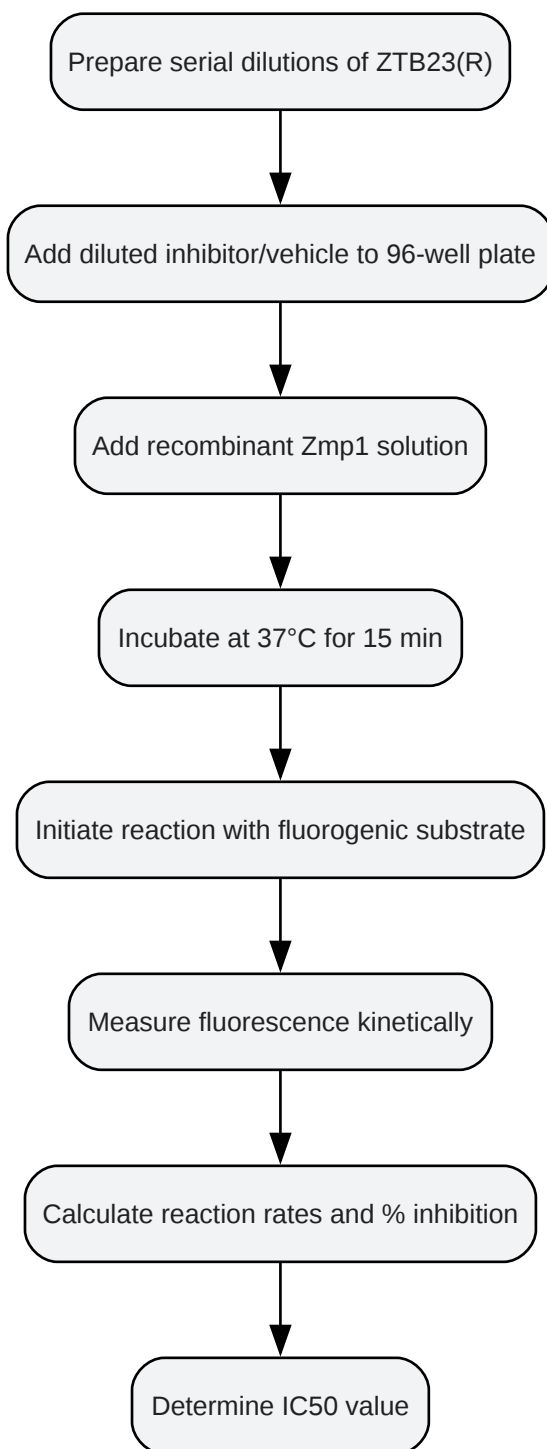 Prepare serial dilutions of ZTB23(R)
Add diluted inhibitor/vehicle to 96-well plate
Add recombinant Zmp1 solution
Incubate at 37°C for 15 min
Initiate reaction with fluorogenic substrate
Measure fluorescence kinetically
Calculate reaction rates and % inhibition
Determine IC50 value